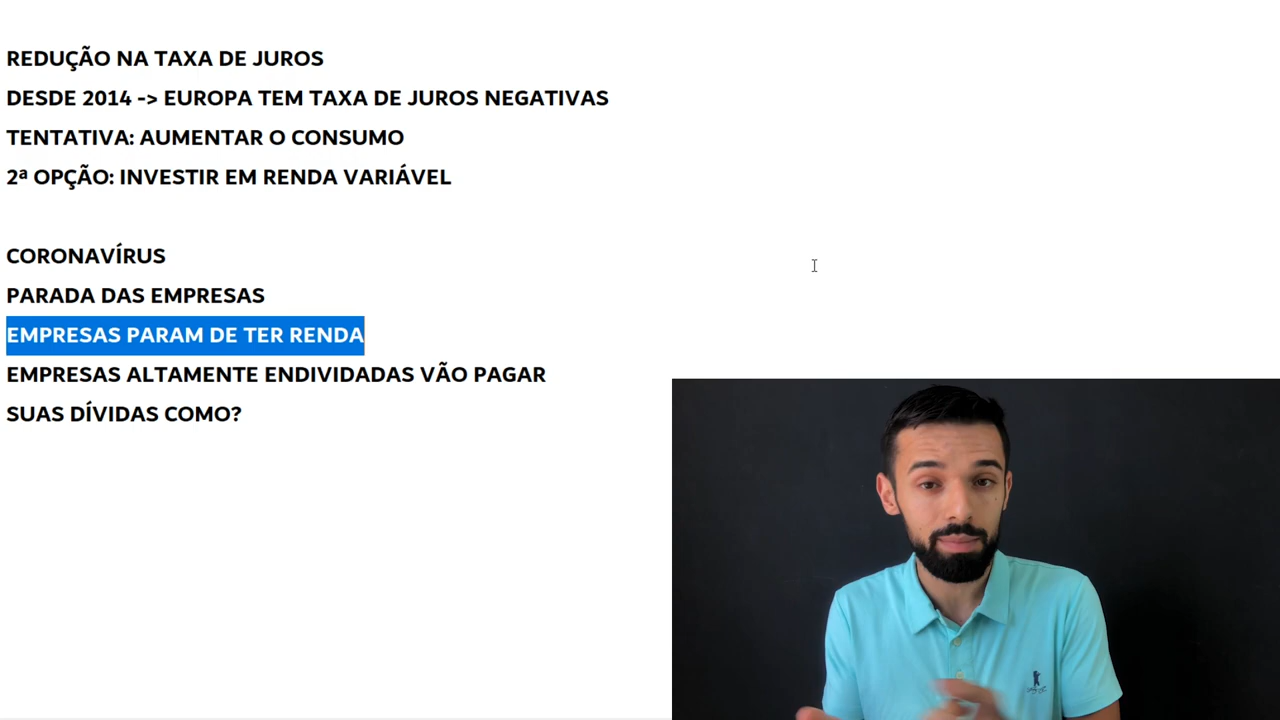 REDUÇÃO NA TAXA DE JUROS
DESDE 2014 -> EUROPA TEM TAXA DE JUROS NEGATIVAS
TENTATIVA: AUMENTAR O CONSUMO
2ª OPÇÃO: INVESTIR EM RENDA VARIÁVEL
CORONAVÍRUS
PARADA DAS EMPRESAS
EMPRESAS PARAM DE TER RENDA
EMPRESAS ALTAMENTE ENDIVIDADAS VÃO PAGAR
SUAS DÍVIDAS COMO?